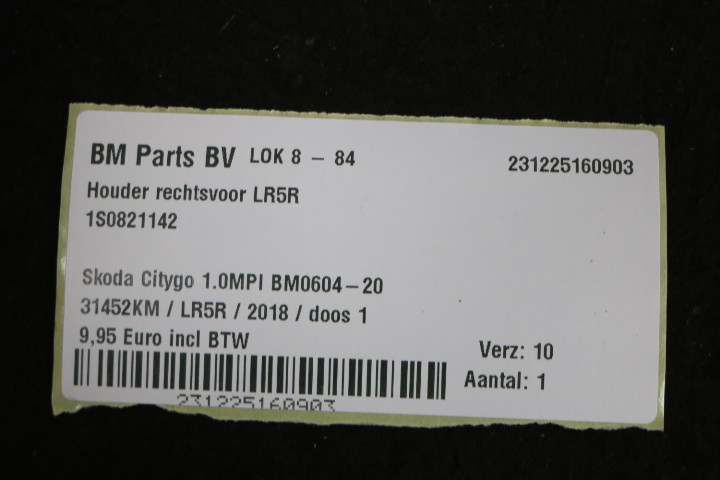 BM Parts BV LOK 8 – 84 231225160903
Houder rechtsvoor LR5R
1S0821142
Skoda Citygo 1.0MPI BM0604–20
31452KM / LR5R / 2018 / doos 1
9,95 Euro incl BTW
Verz: 10
Aantal: 1
231225160903